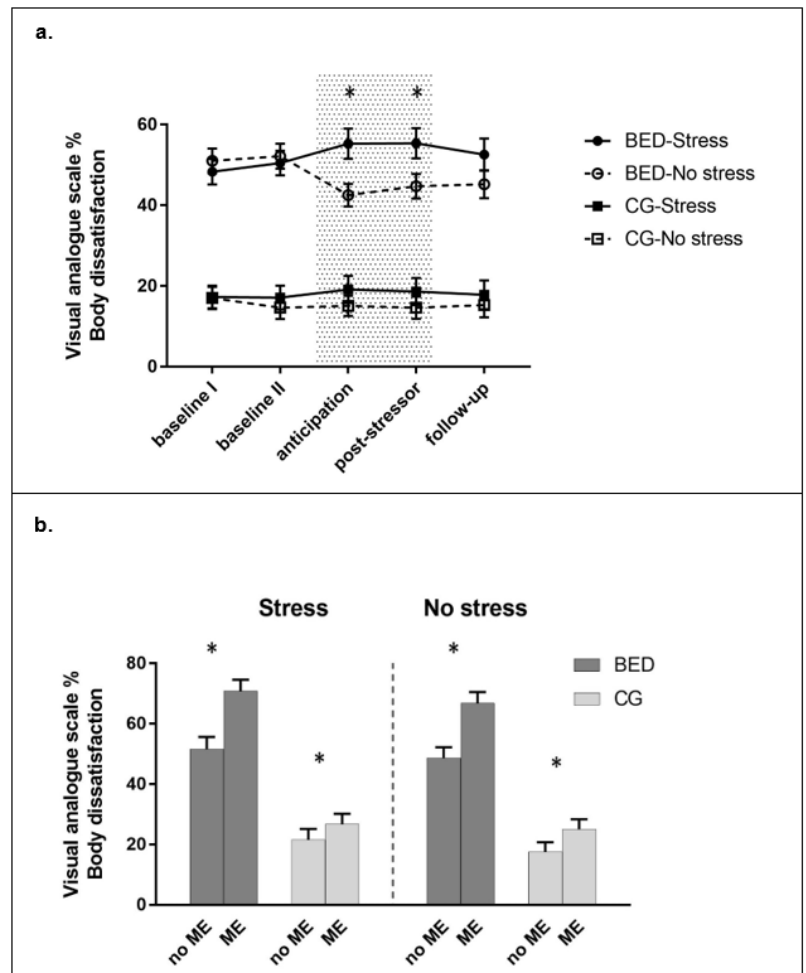 a.
* *
Visual analogue scale %
Body dissatisfaction
60
40
20
0
baseline I
baseline II
anticipation
post-stressor
follow-up
BED-Stress
BED-No stress
CG-Stress
CG-No stress
b.
Stress No stress
Visual analogue scale %
Body dissatisfaction
80
60
40
20
0
* * * *
BED
CG
no ME ME no ME ME no ME ME no ME ME